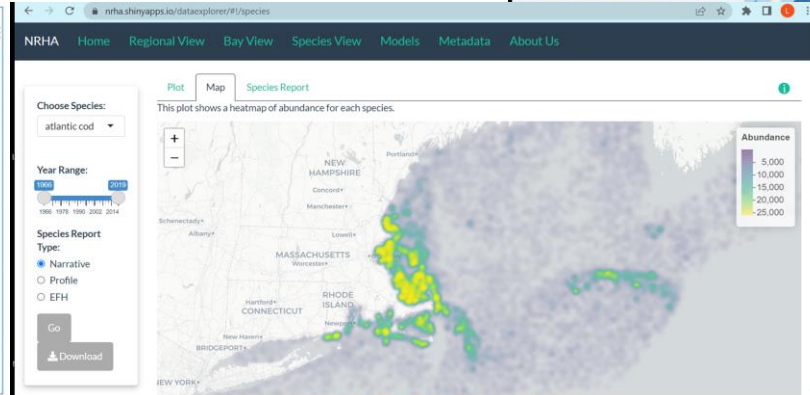 nrha.shinyapps.io/dataexplorer/#!/species
L
NRHA Home Regional View Bay View Species View Models Metadata About Us
Plot Map Species Report
This plot shows a heatmap of abundance for each species.
Choose Species:
atlantic cod
Year Range:
1966 2019
1966 1978 1990 2002 2014
Species Report
Type:
Narrative
Profile
EFH
Go
Download
+
−
Portland
NEW
HAMPSHIRE
Concord
Manchester
Schenectady
Albany
Lowell
MASSACHUSETTS
Worcester
Hartford
CONNECTICUT
RHODE
ISLAND
Newport
New Haven
BRIDGEPORT
NEW YORK
Abundance
5,000
10,000
15,000
20,000
25,000